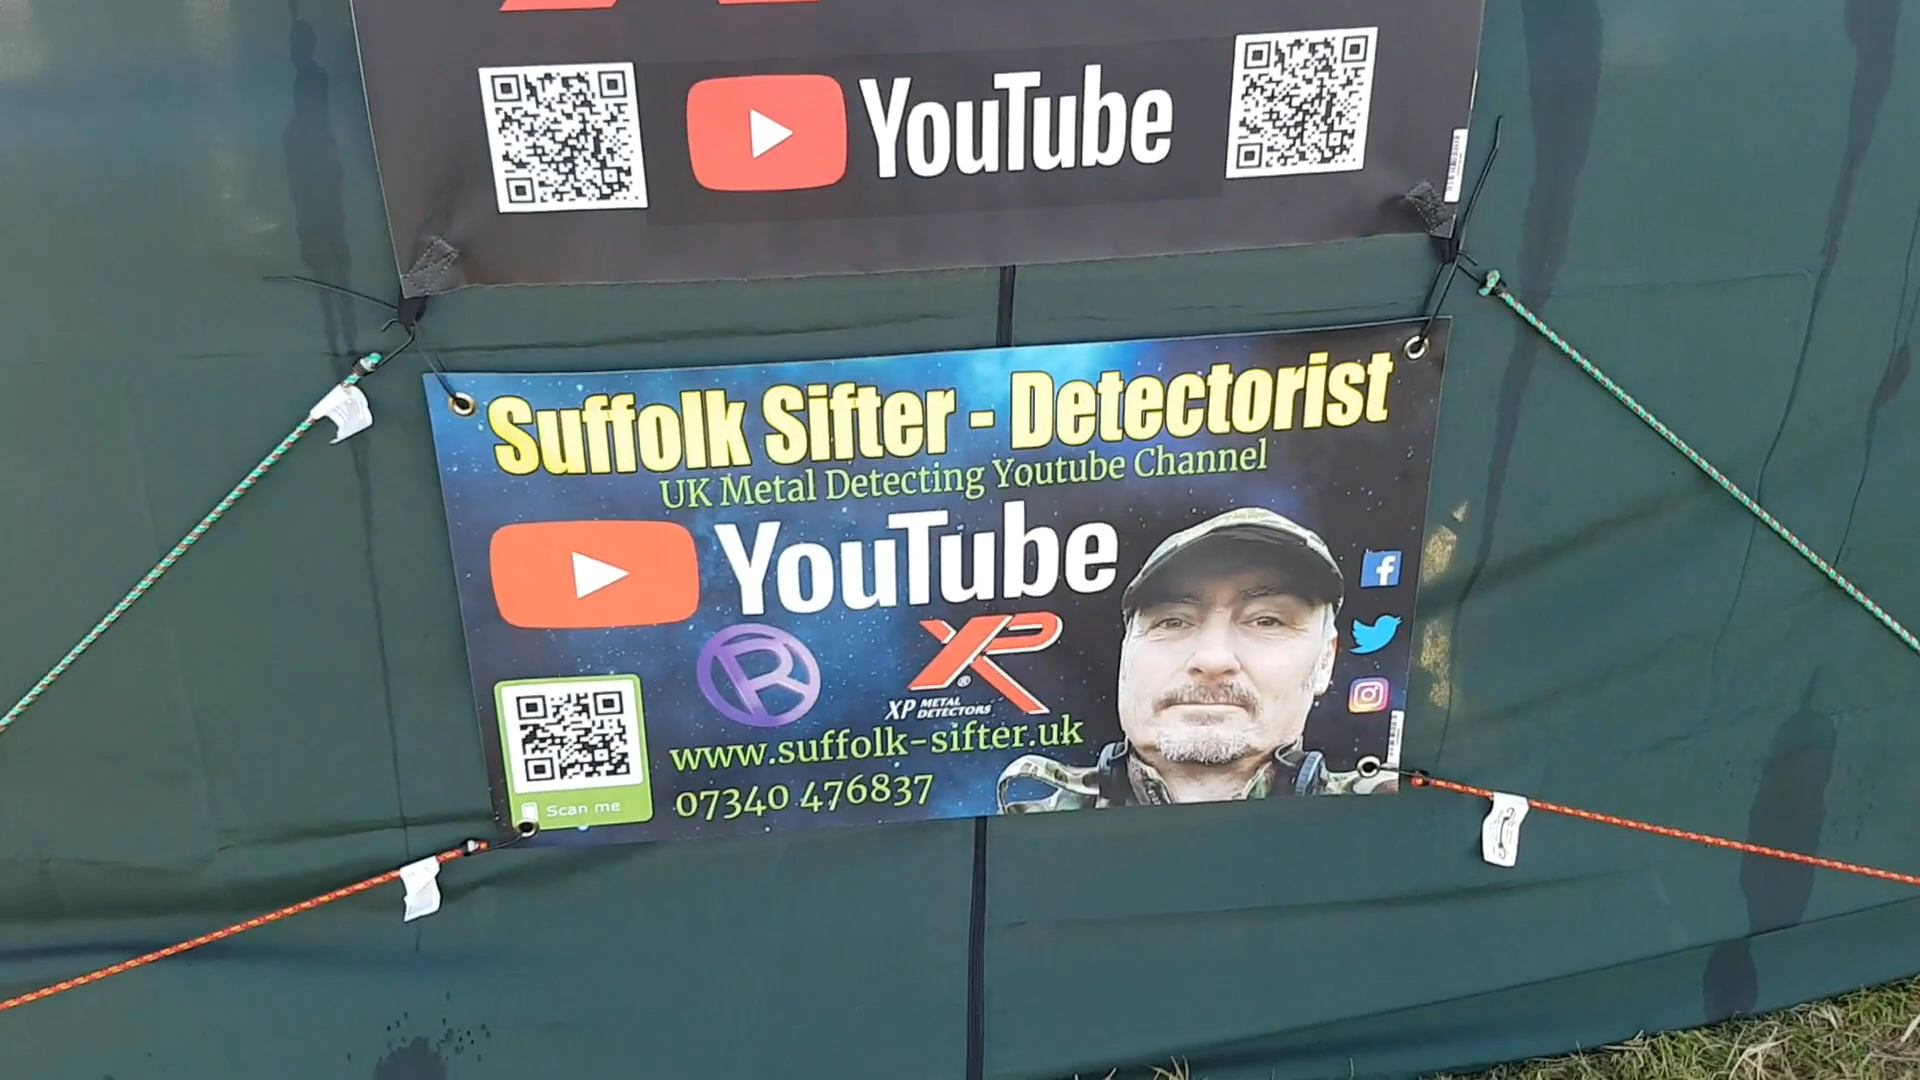 YouTube
Suffolk Sifter - Detectorist
UK Metal Detecting Youtube Channel
YouTube
R
XP
XP METAL DETECTORS
www.suffolk-sifter.uk
07340 476837
Scan me